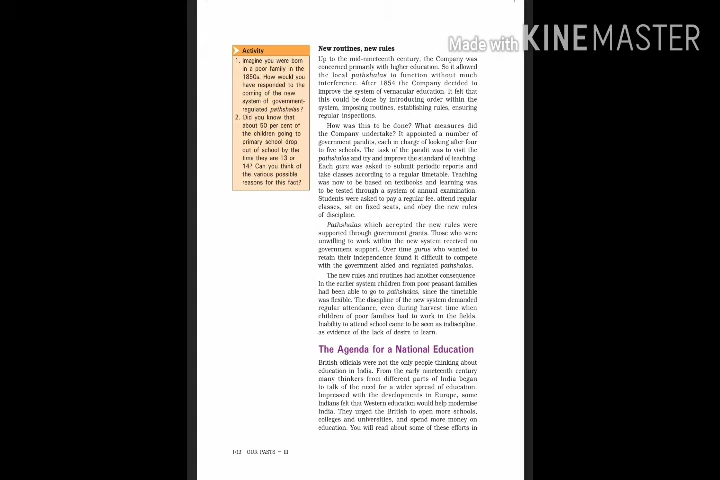 Made with KINEMASTER
Activity
1. Imagine you were born
in a poor family in the
1850s. How would you
have responded to the
coming of the new
system of government-
regulated pathshalas?
2. Did you know that
about 50 per cent of
the children going to
primary school drop
out of school by the
time they are 13 or
14? Can you think of
the various possible
reasons for this fact?
New routines, new rules
Up to the mid-nineteenth century, the Company was
concerned primarily with higher education. So it allowed
the local pathshalas to function without much
interference. After 1854 the Company decided to
improve the system of vernacular education. It felt that
this could be done by introducing order within the
system, imposing routines, establishing rules, ensuring
regular inspections.
How was this to be done? What measures did
the Company undertake? It appointed a number of
government pandits, each in charge of looking after four
to five schools. The task of the pandit was to visit the
pathshalas and try and improve the standard of teaching.
Each guru was asked to submit periodic reports and
take classes according to a regular timetable. Teaching
was now to be based on textbooks and learning was
to be tested through a system of annual examination.
Students were asked to pay a regular fee, attend regular
classes, sit on fixed seats, and obey the new rules
of discipline.
Pathshalas which accepted the new rules were
supported through government grants. Those who were
unwilling to work within the new system received no
government support. Over time gurus who wanted to
retain their independence found it difficult to compete
with the government aided and regulated pathshalas.
The new rules and routines had another consequence.
In the earlier system children from poor peasant families
had been able to go to pathshalas, since the timetable
was flexible. The discipline of the new system demanded
regular attendance, even during harvest time when
children of poor families had to work in the fields.
Inability to attend school came to be seen as indiscipline,
as evidence of the lack of desire to learn.
The Agenda for a National Education
British officials were not the only people thinking about
education in India. From the early nineteenth century
many thinkers from different parts of India began
to talk of the need for a wider spread of education.
Impressed with the developments in Europe, some
Indians felt that Western education would help modernise
India. They urged the British to open more schools,
colleges and universities, and spend more money on
education. You will read about some of these efforts in
OUR PASTS – III